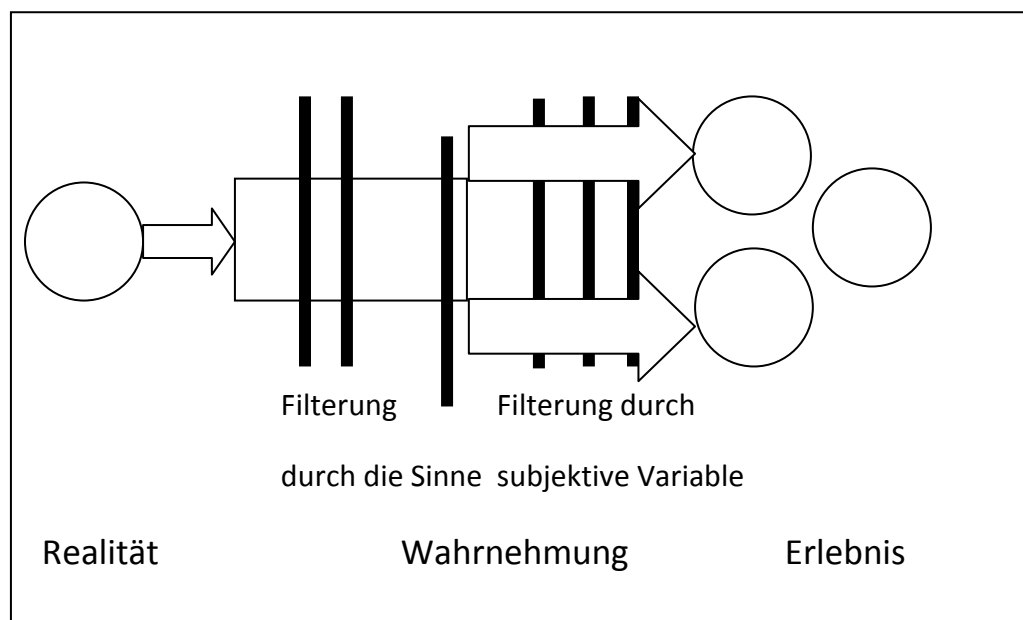 Filterung Filterung durch
durch die Sinne subjektive Variable
Realität Wahrnehmung Erlebnis